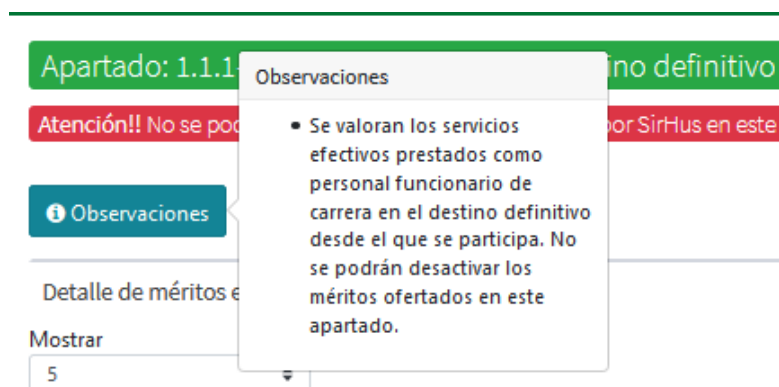 Apartado: 1.1.1- ino definitivo
Observaciones
Atención!! No se poc or SirHus en este
Se valoran los servicios
efectivos prestados como
personal funcionario de
carrera en el destino definitivo
desde el que se participa. No
se podrán desactivar los
méritos ofertados en este
apartado.
Observaciones
Detalle de méritos e
Mostrar
5